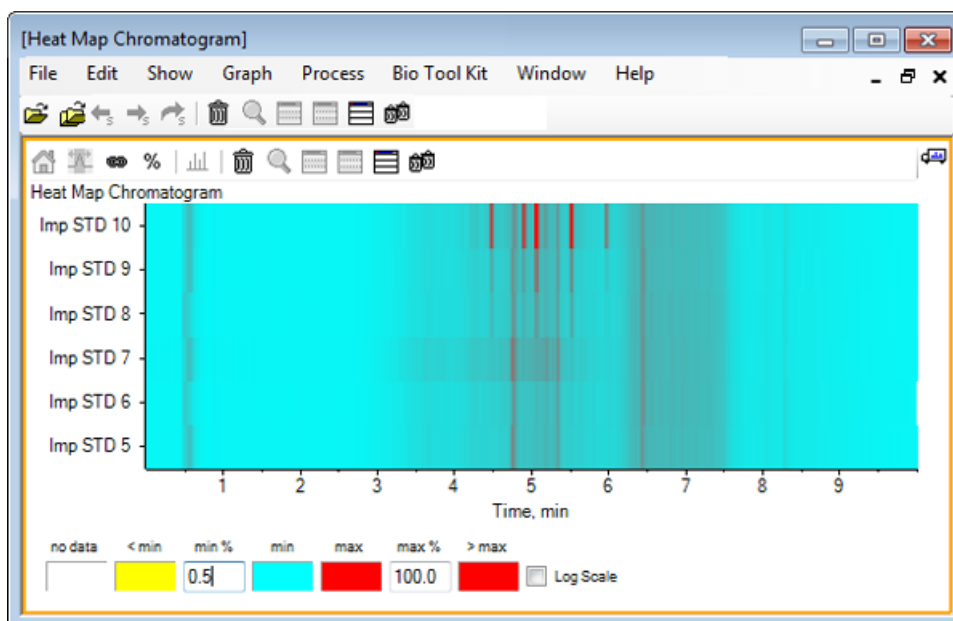 [Heat Map Chromatogram]
File Edit Show Graph Process Bio Tool Kit Window Help
S S S
%
Heat Map Chromatogram
Imp STD 10
Imp STD 9
Imp STD 8
Imp STD 7
Imp STD 6
Imp STD 5
1 2 3 4 5 6 7 8 9
Time, min
no data < min min % min max max % > max
0.5 100.0 Log Scale